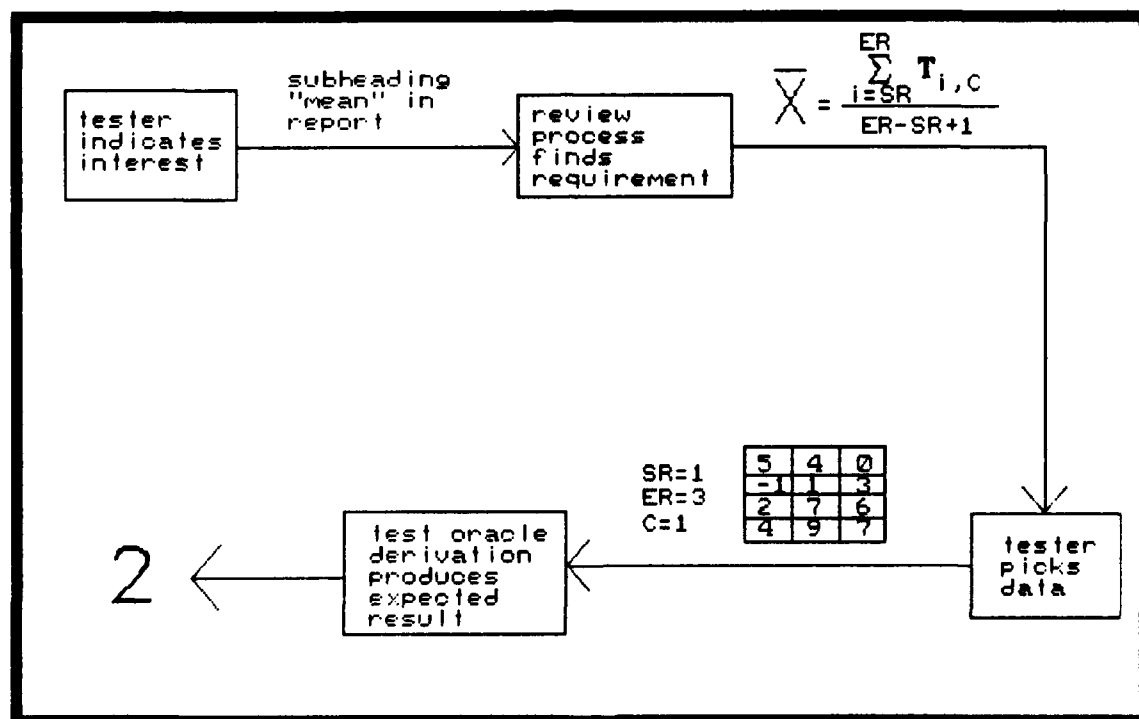 tester
indicates
interest
subheading
"mean" in
report
review
process
finds
requirement
X̅ = ∑ i=SR ER T i,C / ER-SR+1
SR=1
ER=3
C=1
5 4 0
-1 1 3
2 7 6
4 9 7
tester
picks
data
test oracle
derivation
produces
expected
result
2